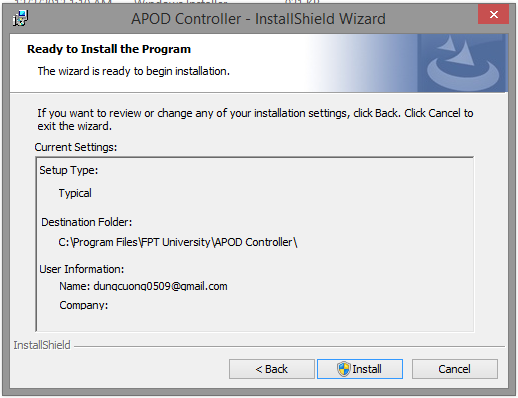 Windows Installer
APOD Controller - InstallShield Wizard
Ready to Install the Program
The wizard is ready to begin installation.
If you want to review or change any of your installation settings, click Back. Click Cancel to
exit the wizard.
Current Settings:
Setup Type:
Typical
Destination Folder:
C:\Program Files\FPT University\APOD Controller\
User Information:
Name: dungcuong0509@gmail.com
Company:
InstallShield
< Back
Install
Cancel